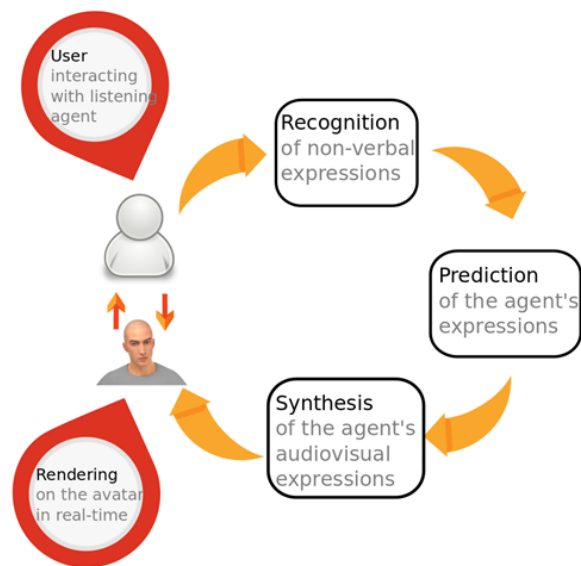 User
interacting
with listening
agent
Recognition
of non-verbal
expressions
Prediction
of the agent's
expressions
Synthesis
of the agent's
audiovisual
expressions
Rendering
on the avatar
in real-time